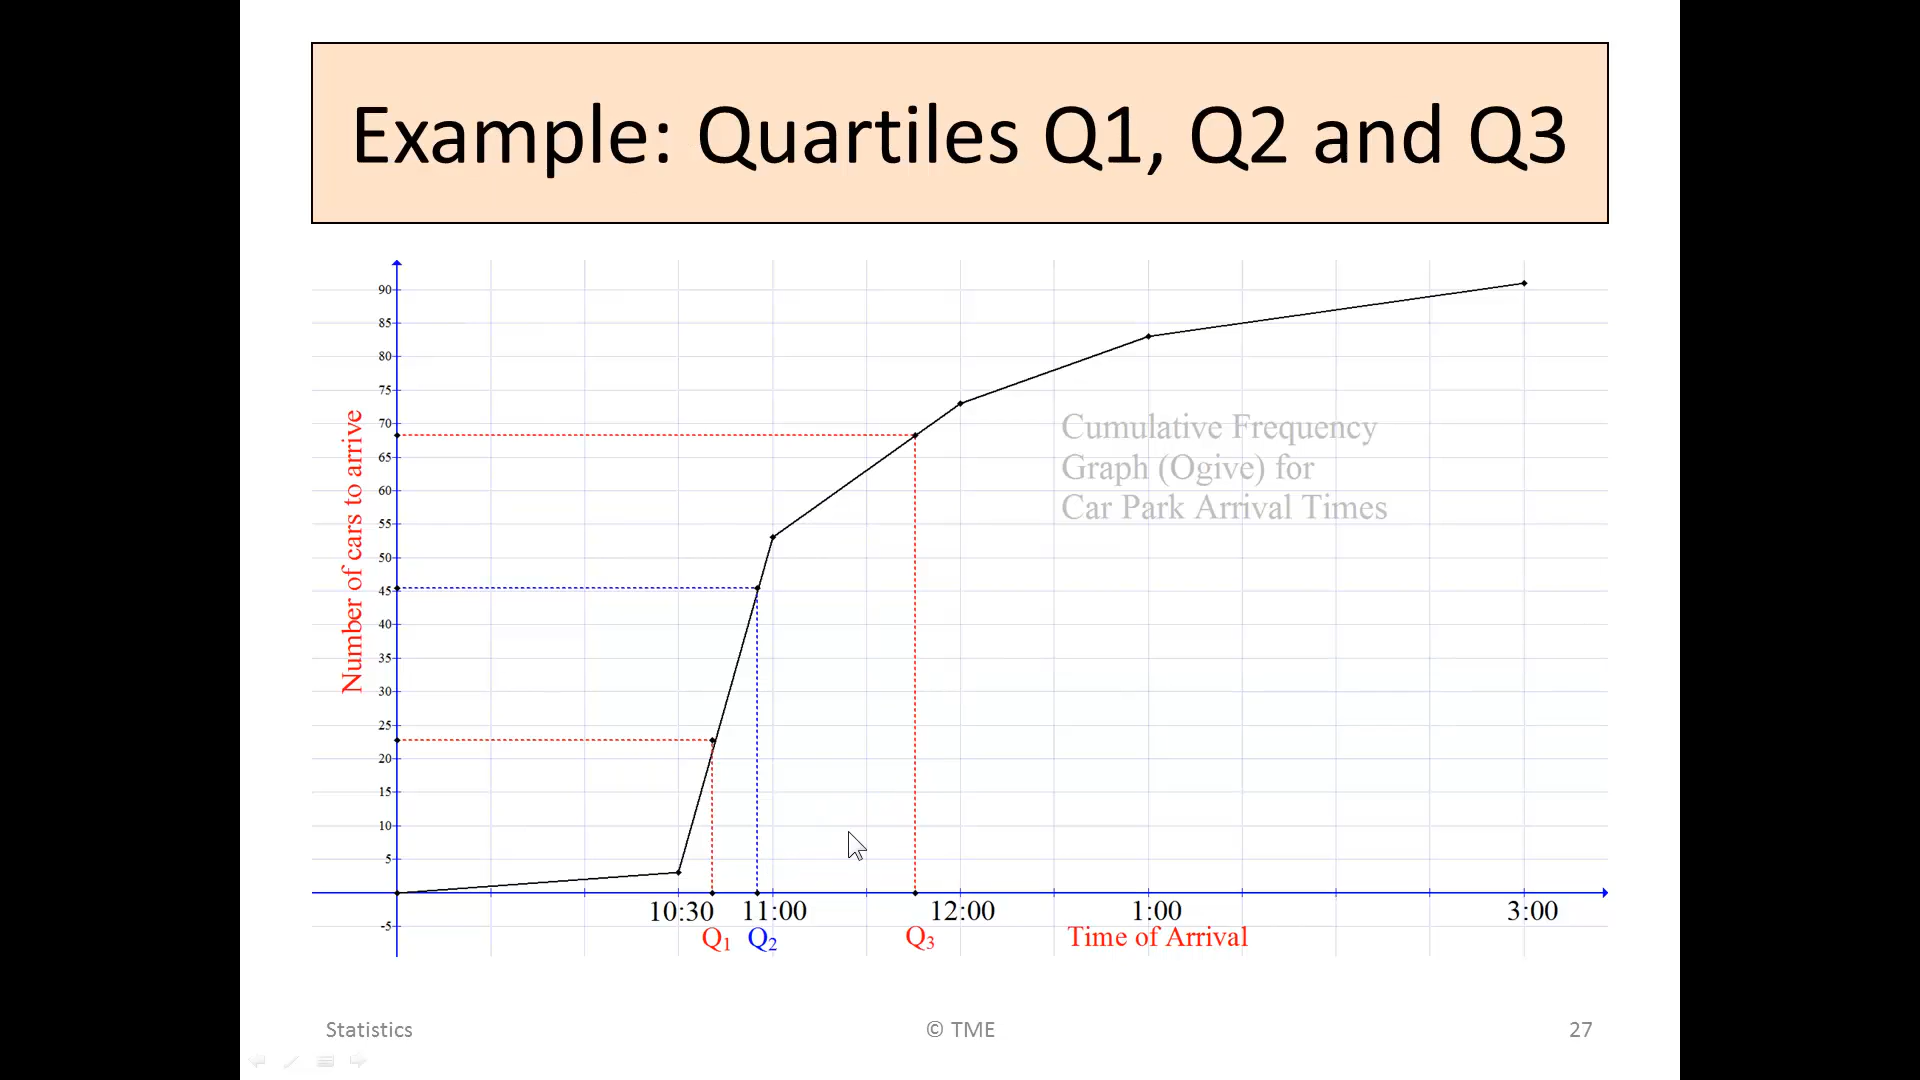 Example: Quartiles Q1, Q2 and Q3
90
85
80
75
70
65
60
55
50
45
40
35
30
25
20
15
10
5
-5
Number of cars to arrive
Cumulative Frequency
Graph (Ogive) for
Car Park Arrival Times
10:30 11:00 12:00 1:00 3:00
Q1 Q2 Q3 Time of Arrival
Statistics © TME 27